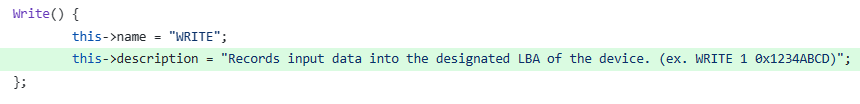 Write() {
this->name = "WRITE";
this->description = "Records input data into the designated LBA of the device. (ex. WRITE 1 0x1234ABCD)";
};